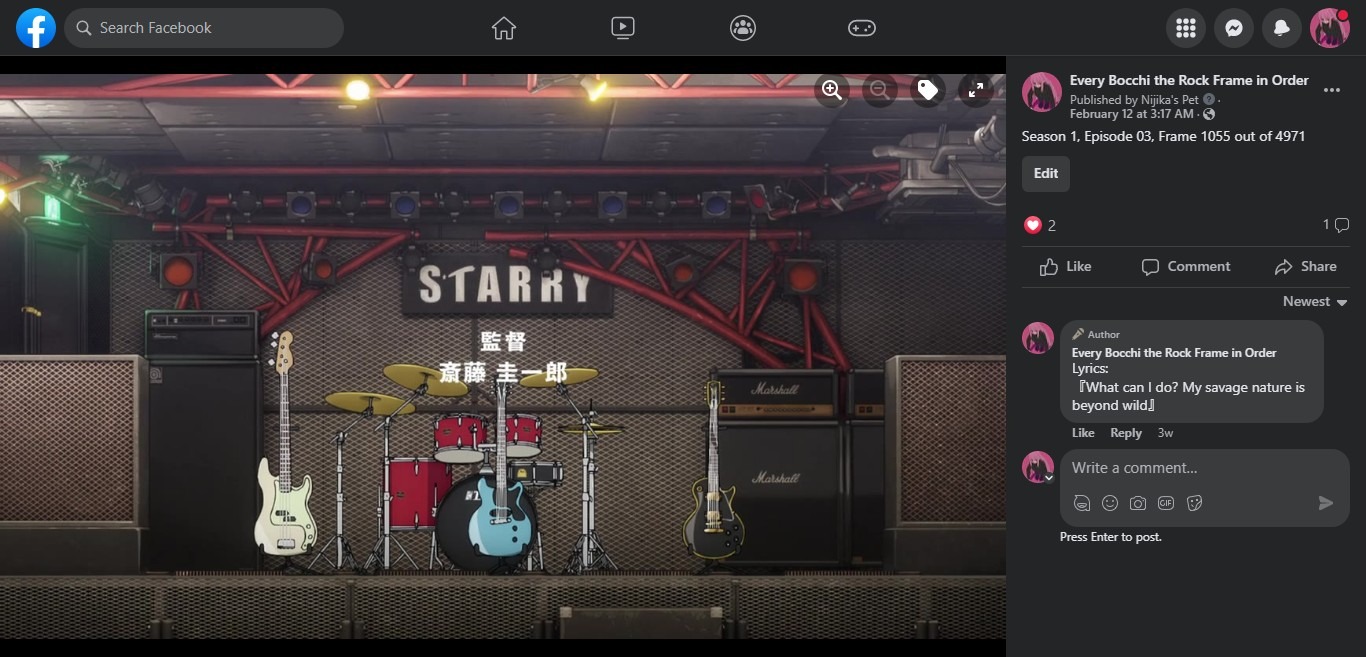 Search Facebook
STARRY
監督
斎藤 圭一郎
Marshall
Marshall
Every Bocchi the Rock Frame in Order
Published by Nijika's Pet ·
February 12 at 3:17 AM ·
Season 1, Episode 03, Frame 1055 out of 4971
Edit
2
1
Like Comment Share
Newest
Author
Every Bocchi the Rock Frame in Order
Lyrics:
『What can I do? My savage nature is
beyond wild』
Like Reply 3w
Write a comment...
GIF
Press Enter to post.